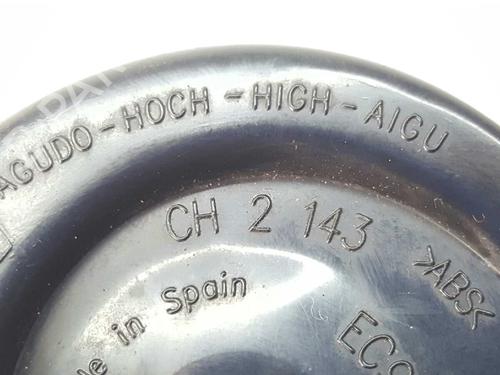 AGUDO-HOCH-HIGH-AIGU
CH 2 143
>ABS<
in Spain